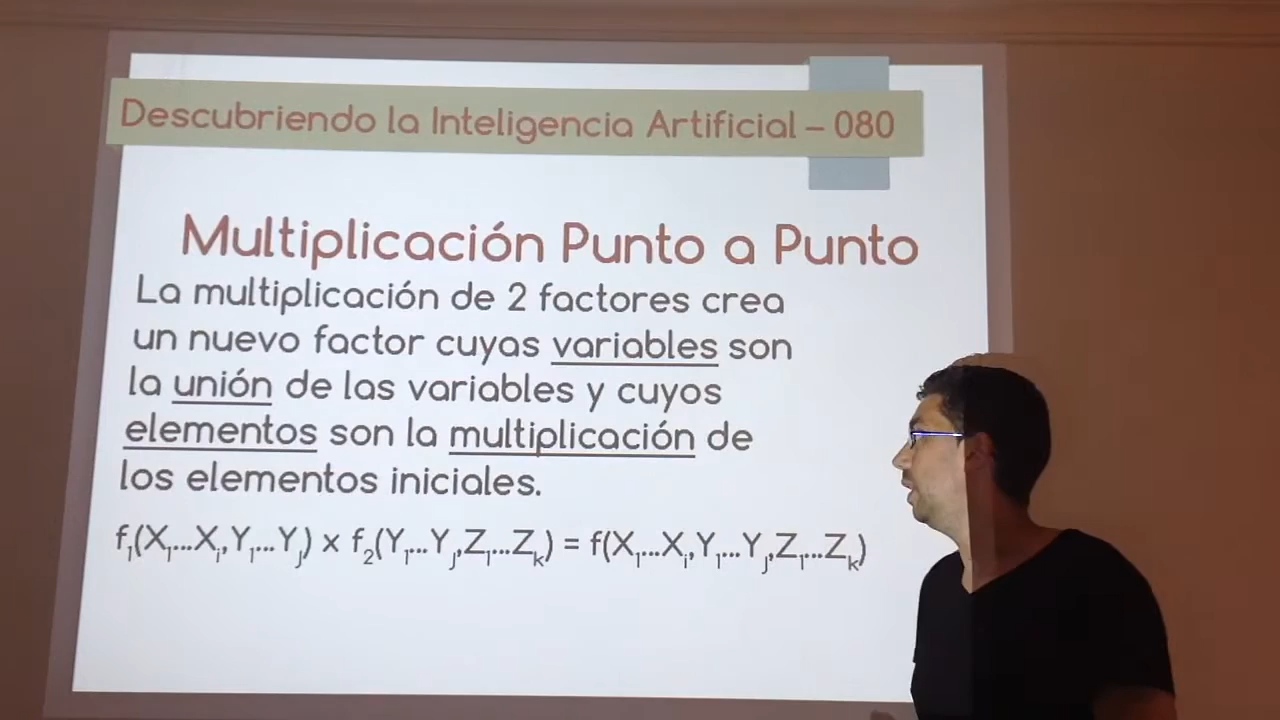 Descubriendo la Inteligencia Artificial – 080
Multiplicación Punto a Punto
La multiplicación de 2 factores crea
un nuevo factor cuyas variables son
la unión de las variables y cuyos
elementos son la multiplicación de
los elementos iniciales.
f₁(X₁...Xᵢ,Y₁...Yⱼ) x f₂(Y₁...Yⱼ,Z₁...Zₖ) = f(X₁...Xᵢ,Y₁...Yⱼ,Z₁...Zₖ)